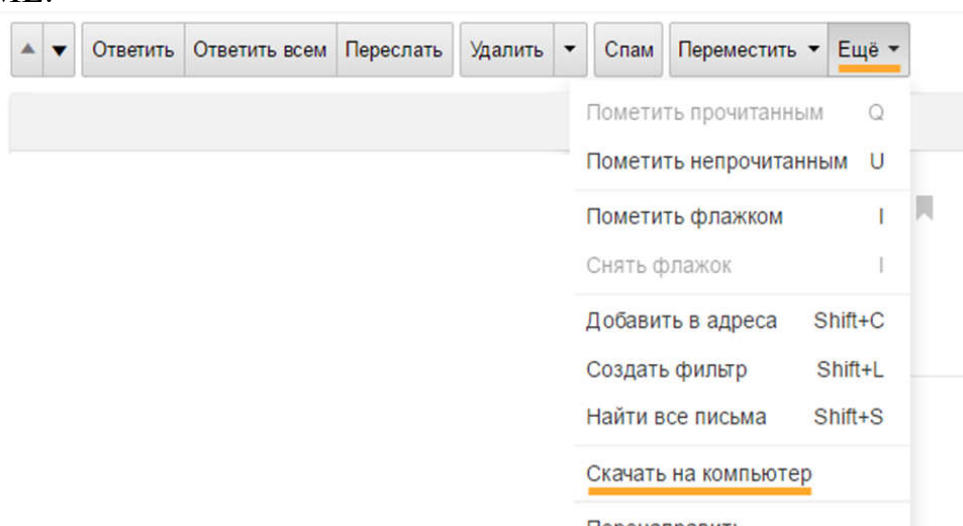 Ответить Ответить всем Переслать Удалить Спам Переместить Ещё
Пометить прочитанным Q
Пометить непрочитанным U
Пометить флажком I
Снять флажок I
Добавить в адреса Shift+C
Создать фильтр Shift+L
Найти все письма Shift+S
Скачать на компьютер